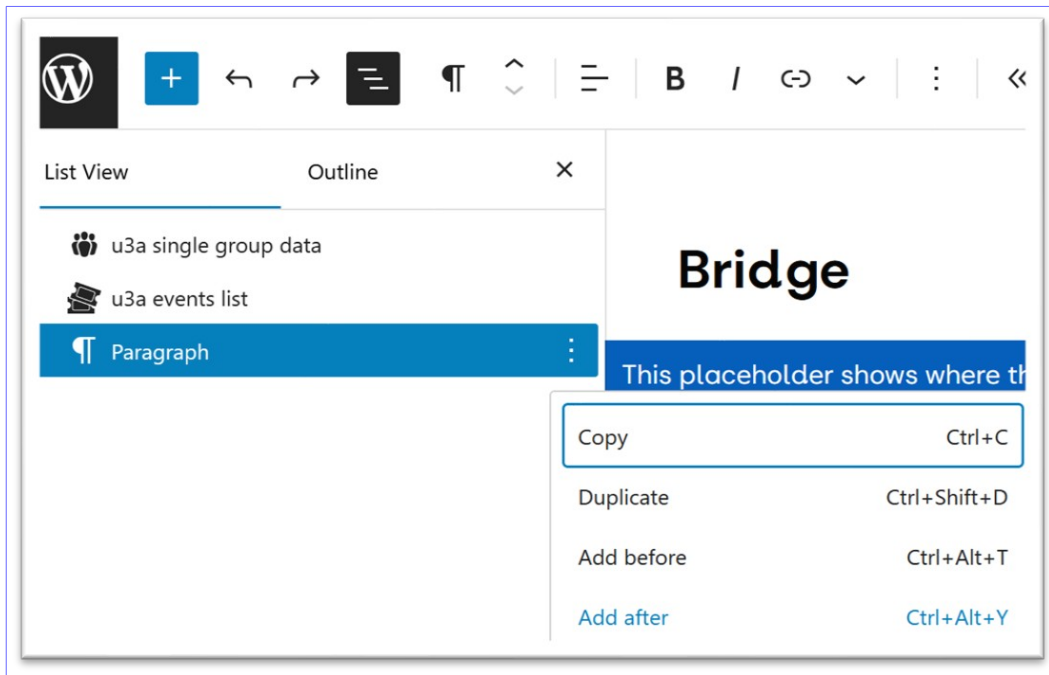 B I
List View Outline
u3a single group data
u3a events list
Paragraph
Bridge
This placeholder shows where th
Copy Ctrl+C
Duplicate Ctrl+Shift+D
Add before Ctrl+Alt+T
Add after Ctrl+Alt+Y